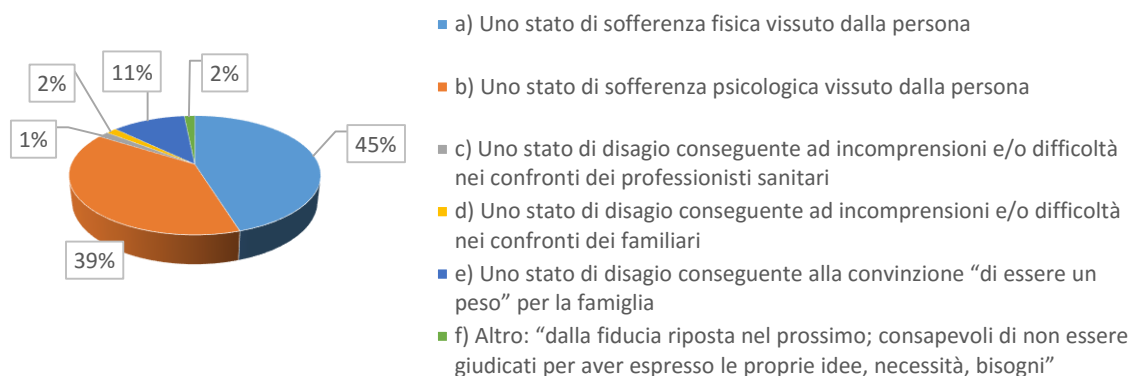 a) Uno stato di sofferenza fisica vissuto dalla persona
b) Uno stato di sofferenza psicologica vissuto dalla persona
c) Uno stato di disagio conseguente ad incomprensioni e/o difficoltà
nei confronti dei professionisti sanitari
d) Uno stato di disagio conseguente ad incomprensioni e/o difficoltà
nei confronti dei familiari
e) Uno stato di disagio conseguente alla convinzione “di essere un
peso” per la famiglia
f) Altro: “dalla fiducia riposta nel prossimo; consapevoli di non essere
giudicati per aver espresso le proprie idee, necessità, bisogni”
11%
2%
2%
1%
45%
39%